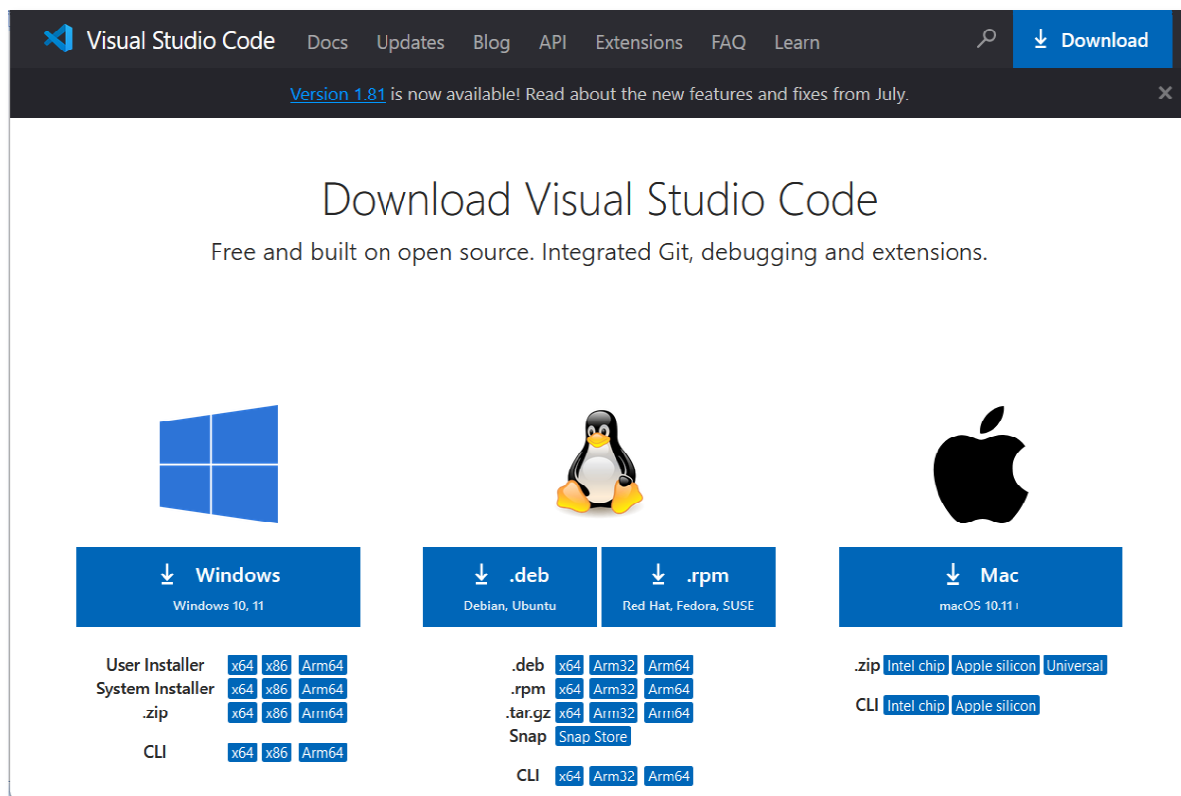 Visual Studio Code Docs Updates Blog API Extensions FAQ Learn Download
Version 1.81 is now available! Read about the new features and fixes from July.
Download Visual Studio Code
Free and built on open source. Integrated Git, debugging and extensions.
Windows
Windows 10, 11
User Installer x64 x86 Arm64
System Installer x64 x86 Arm64
.zip x64 x86 Arm64
CLI x64 x86 Arm64
.deb
Debian, Ubuntu
.rpm
Red Hat, Fedora, SUSE
.deb x64 Arm32 Arm64
.rpm x64 Arm32 Arm64
.tar.gz x64 Arm32 Arm64
Snap Snap Store
CLI x64 Arm32 Arm64
Mac
macOS 10.11
.zip Intel chip Apple silicon Universal
CLI Intel chip Apple silicon